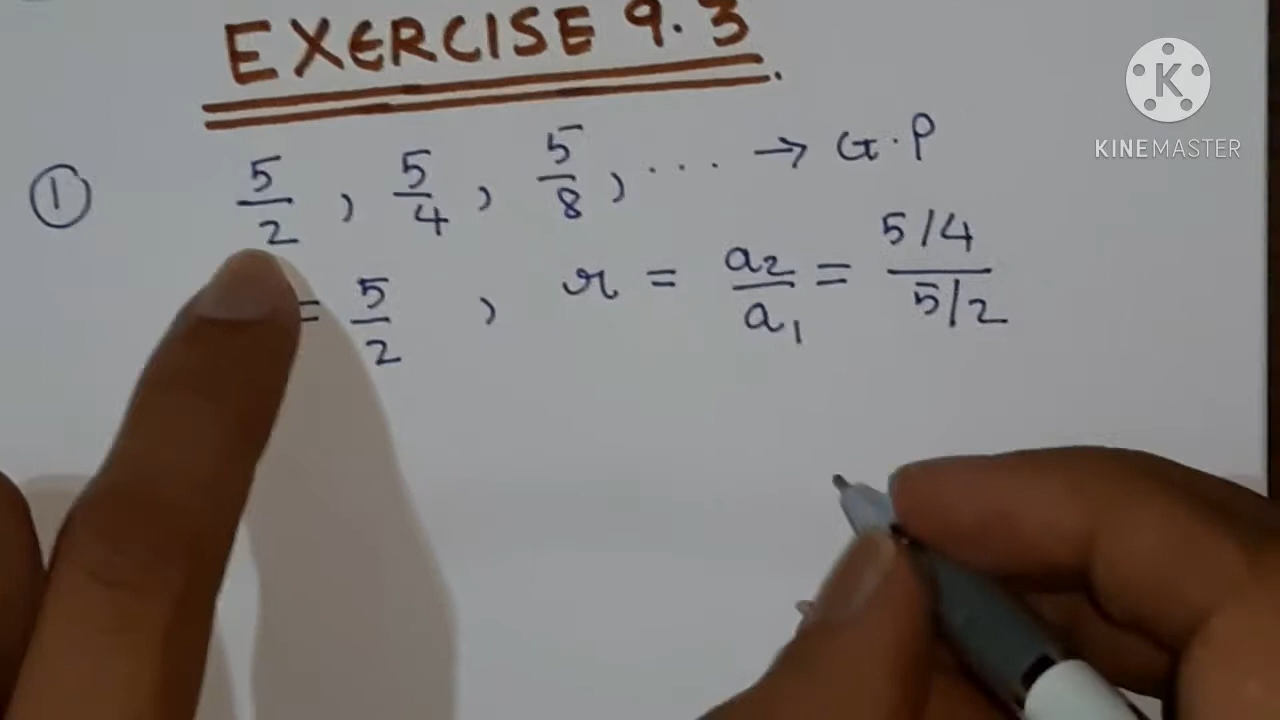 EXERCISE 9.3
K
KINEMASTER
① 5/2, 5/4, 5/8, ... → G.P
= 5/2, r = a₂/a₁ = 5/4 / 5/2